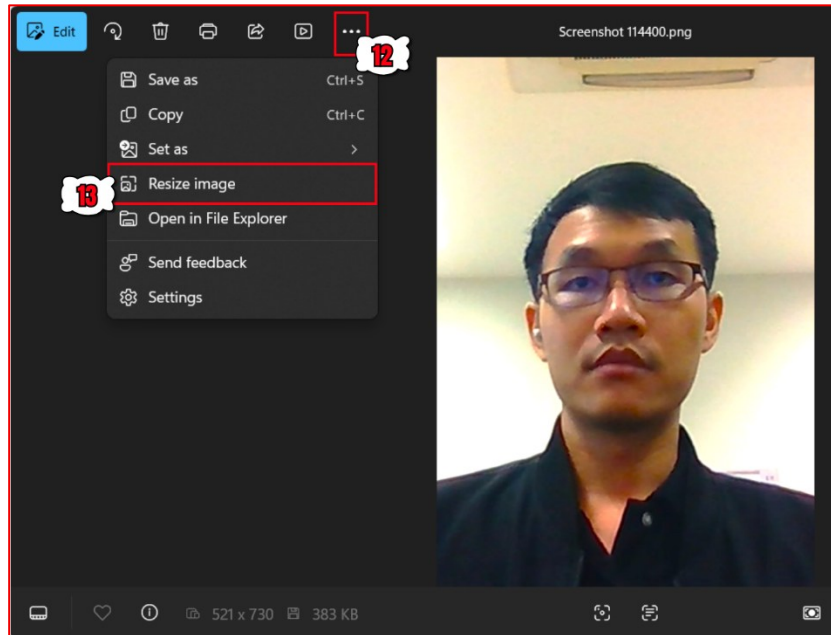 Edit
Screenshot 114400.png
12
Save as Ctrl+S
Copy Ctrl+C
Set as
13
Resize image
Open in File Explorer
Send feedback
Settings
521 x 730 383 KB